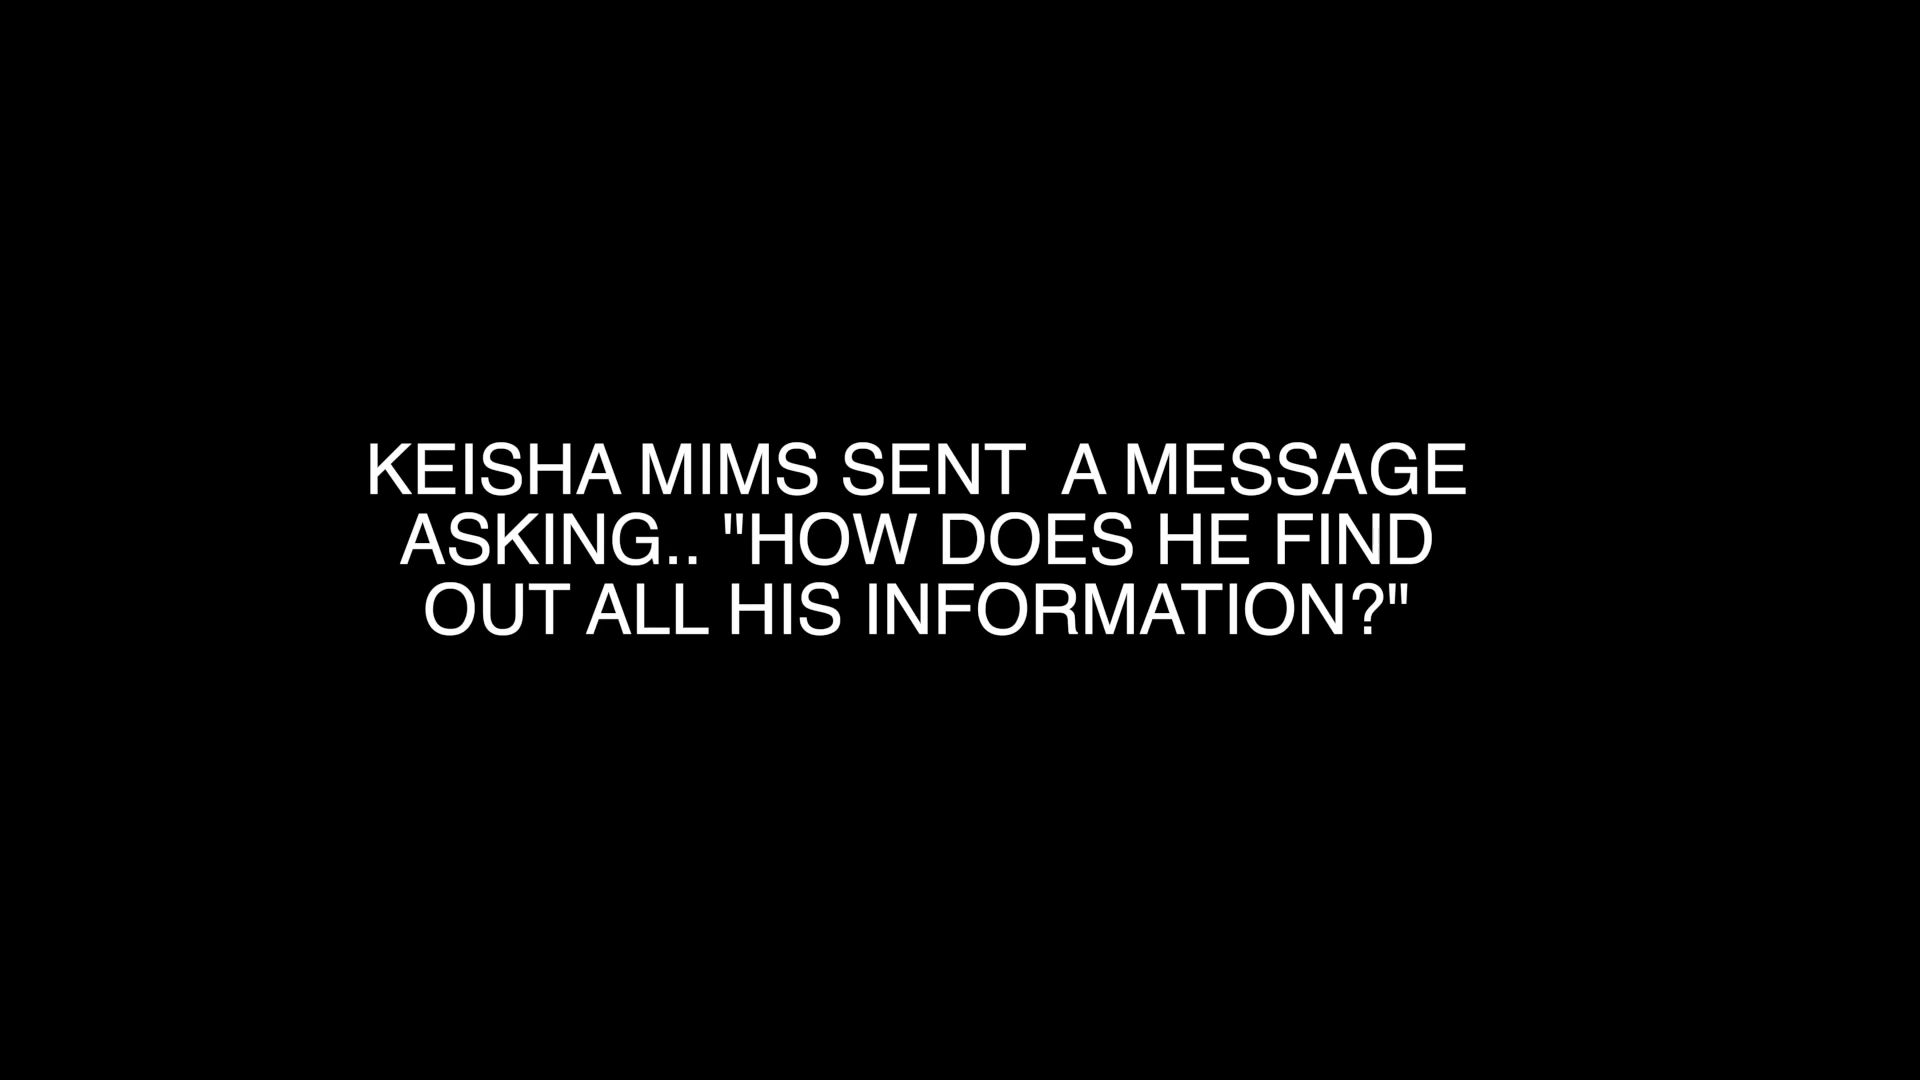 KEISHA MIMS SENT  A MESSAGE
ASKING.. "HOW DOES HE FIND
OUT ALL HIS INFORMATION?"